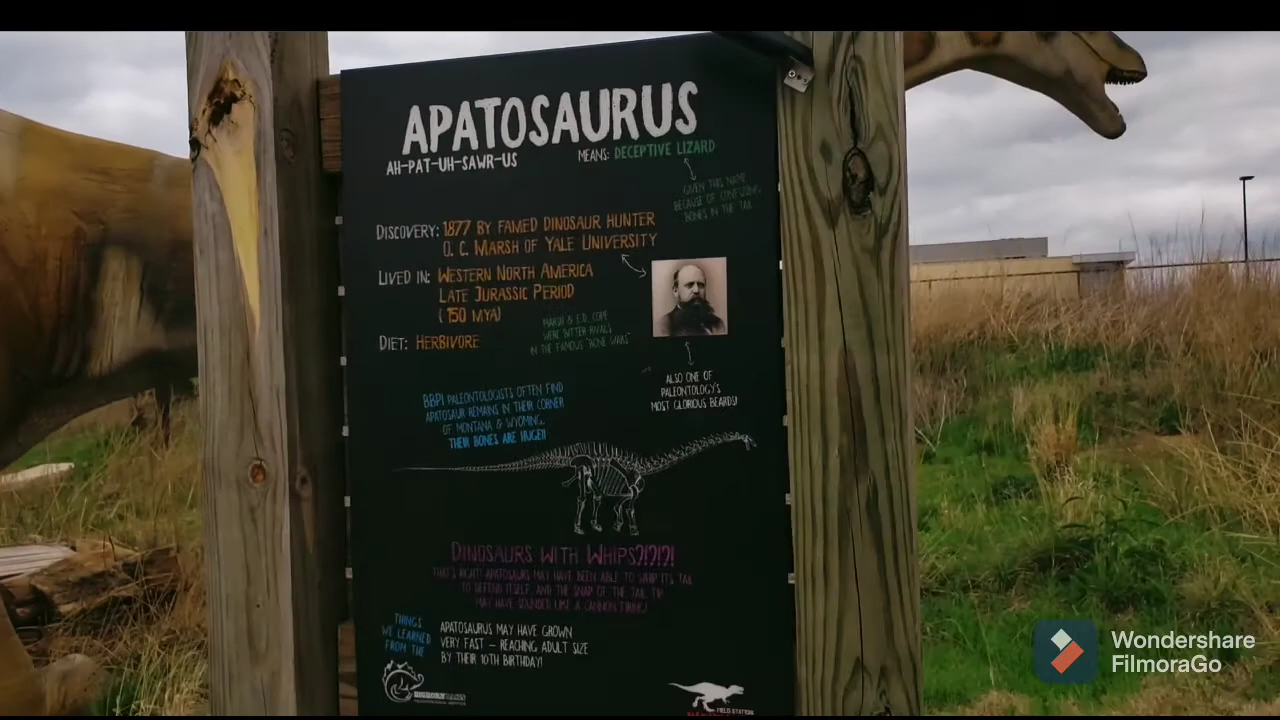 APATOSAURUS
AH-PAT-UH-SAWR-US
MEANS: DECEPTIVE LIZARD
GIVEN THIS NAME
BECAUSE OF CONFUSING
BONES IN THE TAIL
DISCOVERY: 1877 BY FAMED DINOSAUR HUNTER
O. C. MARSH OF YALE UNIVERSITY
LIVED IN: WESTERN NORTH AMERICA
LATE JURASSIC PERIOD
(150 MYA)
MARSH & E.D. COPE
WERE BITTER RIVALS
IN THE FAMOUS "BONE WARS"
DIET: HERBIVORE
ALSO ONE OF
PALEONTOLOGY'S
MOST GLORIOUS BEARDS!
BBPI PALEONTOLOGISTS OFTEN FIND
APATOSAUR REMAINS IN THEIR CORNER
OF MONTANA & WYOMING.
THEIR BONES ARE HUGE!!
DINOSAURS WITH WHIPS?!?!?!
THAT'S RIGHT! APATOSAURS MAY HAVE BEEN ABLE TO WHIP ITS TAIL
TO DEFEND ITSELF, AND THE SNAP OF THE TAIL TIP
MAY HAVE SOUNDED LIKE A CANNON FIRING!
THINGS
WE LEARNED
FROM THE
APATOSAURUS MAY HAVE GROWN
VERY FAST – REACHING ADULT SIZE
BY THEIR 10TH BIRTHDAY!
FIELD STATION
Wondershare
FilmoraGo